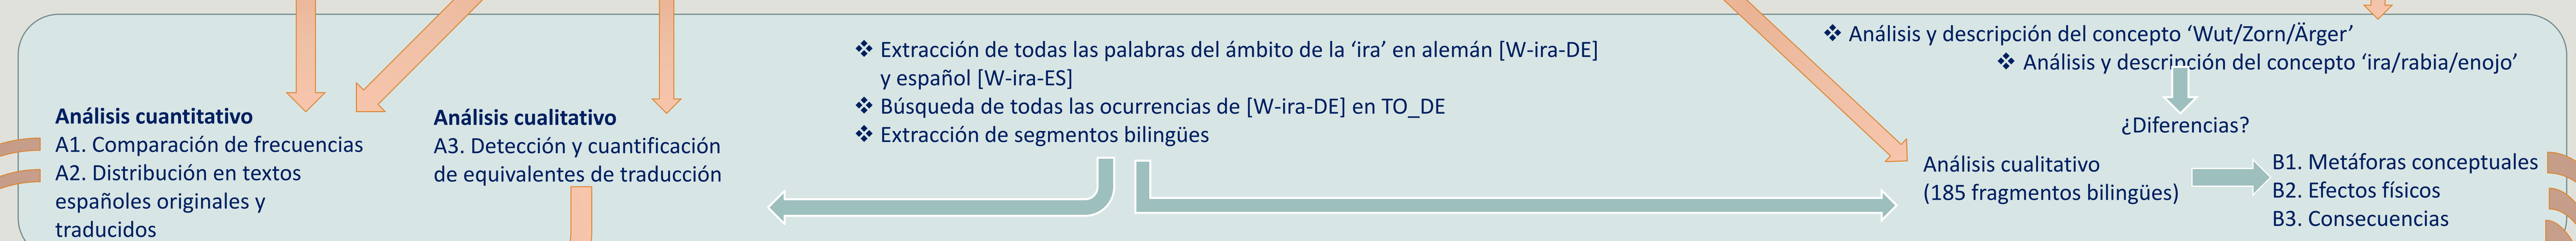 Análisis cuantitativo
A1. Comparación de frecuencias
A2. Distribución en textos
españoles originales y
traducidos
Análisis cualitativo
A3. Detección y cuantificación
de equivalentes de traducción
❖ Extracción de todas las palabras del ámbito de la ‘ira’ en alemán [W-ira-DE]
y español [W-ira-ES]
❖ Búsqueda de todas las ocurrencias de [W-ira-DE] en TO_DE
❖ Extracción de segmentos bilingües
❖ Análisis y descripción del concepto ‘Wut/Zorn/Ärger’
❖ Análisis y descripción del concepto ‘ira/rabia/enojo’
¿Diferencias?
Análisis cualitativo
(185 fragmentos bilingües)
B1. Metáforas conceptuales
B2. Efectos físicos
B3. Consecuencias